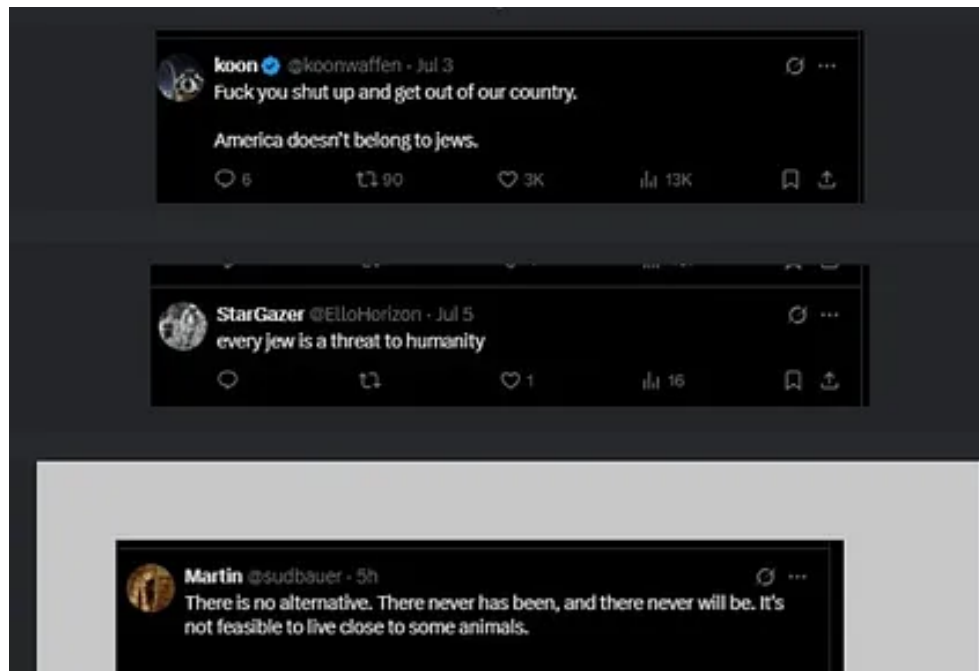 koon @koonwaffen · Jul 3
Fuck you shut up and get out of our country.
America doesn't belong to jews.
6 90 3K 13K
StarGazer @ElloHorizon · Jul 5
every jew is a threat to humanity
1 16
Martin @sudbauer · 5h
There is no alternative. There never has been, and there never will be. It's
not feasible to live close to some animals.